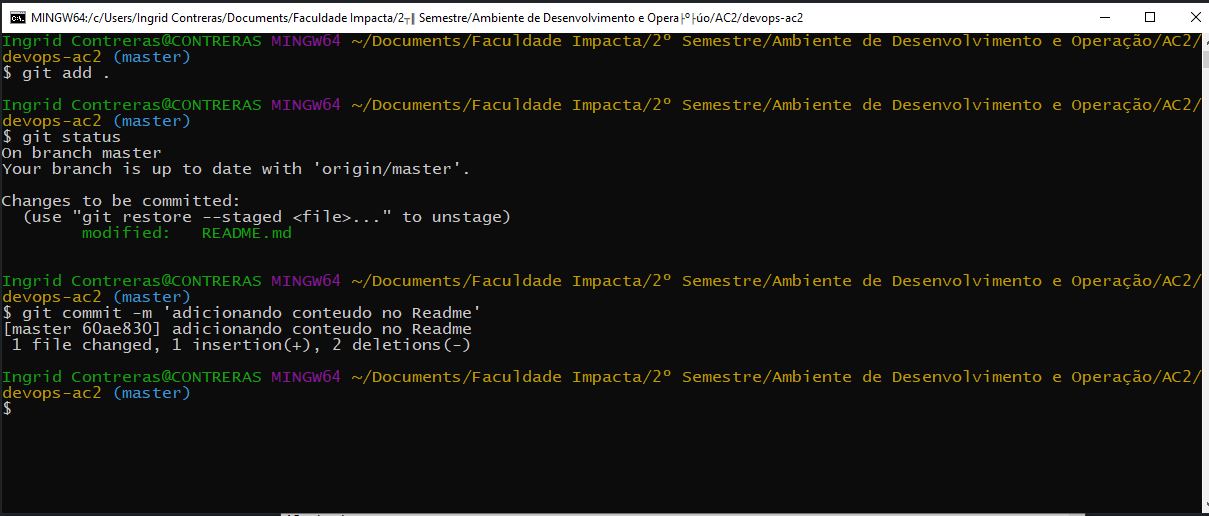 MINGW64:/c/Users/Ingrid Contreras/Documents/Faculdade Impacta/2┬║ Semestre/Ambiente de Desenvolvimento e Opera├º├úo/AC2/devops-ac2
Ingrid Contreras@CONTRERAS MINGW64 ~/Documents/Faculdade Impacta/2º Semestre/Ambiente de Desenvolvimento e Operação/AC2/
devops-ac2 (master)
$ git add .
Ingrid Contreras@CONTRERAS MINGW64 ~/Documents/Faculdade Impacta/2º Semestre/Ambiente de Desenvolvimento e Operação/AC2/
devops-ac2 (master)
$ git status
On branch master
Your branch is up to date with 'origin/master'.
Changes to be committed:
  (use "git restore --staged <file>..." to unstage)
        modified:   README.md
Ingrid Contreras@CONTRERAS MINGW64 ~/Documents/Faculdade Impacta/2º Semestre/Ambiente de Desenvolvimento e Operação/AC2/
devops-ac2 (master)
$ git commit -m 'adicionando conteudo no Readme'
[master 60ae830] adicionando conteudo no Readme
 1 file changed, 1 insertion(+), 2 deletions(-)
Ingrid Contreras@CONTRERAS MINGW64 ~/Documents/Faculdade Impacta/2º Semestre/Ambiente de Desenvolvimento e Operação/AC2/
devops-ac2 (master)
$